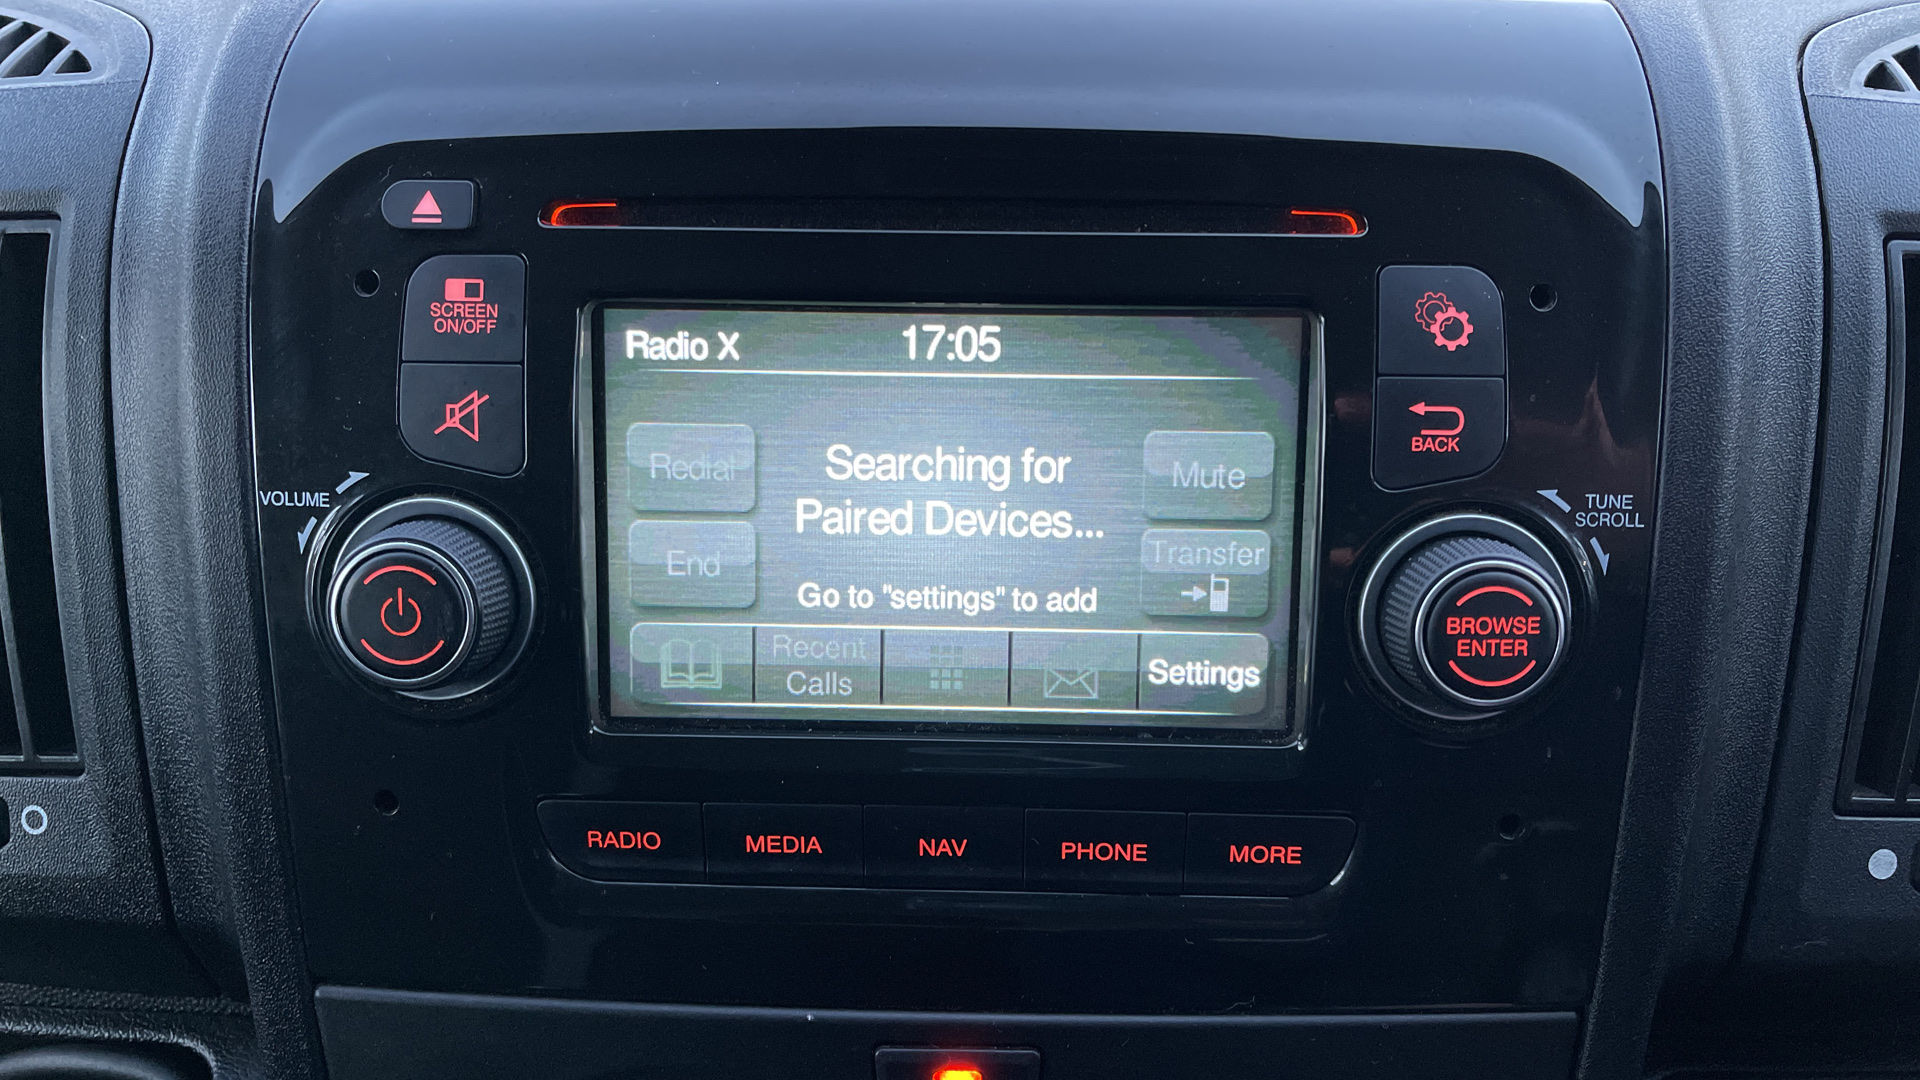 SCREEN
ON/OFF
VOLUME
Radio X 17:05
Redial
Searching for
Paired Devices...
Mute
End
Transfer
Go to "settings" to add
Recent
Calls
Settings
BACK
TUNE
SCROLL
BROWSE
ENTER
RADIO MEDIA NAV PHONE MORE